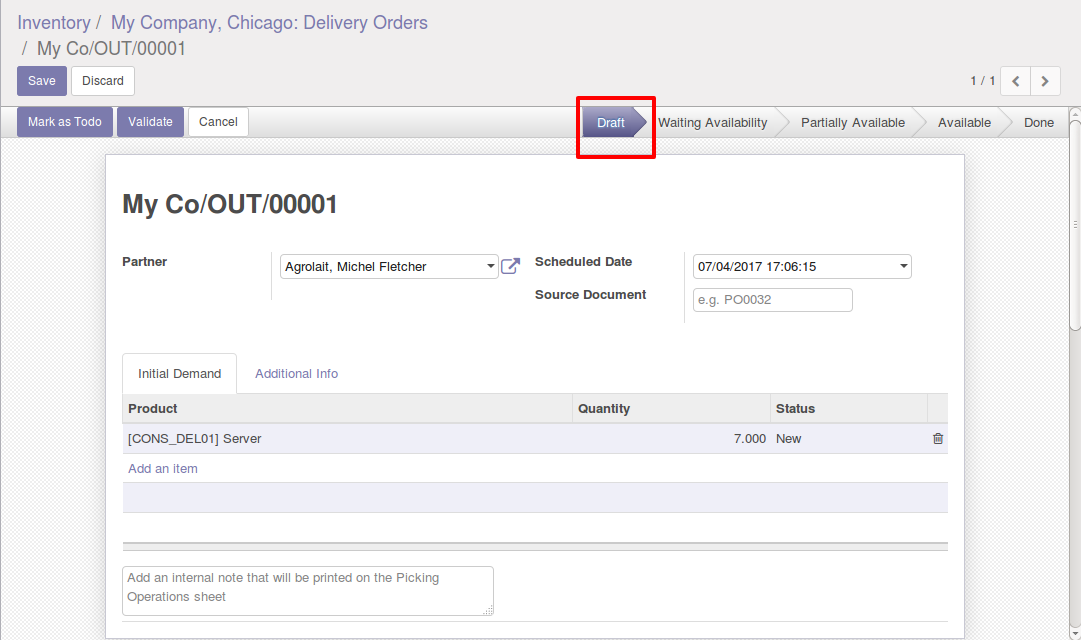 Inventory / My Company, Chicago: Delivery Orders
/ My Co/OUT/00001
Save Discard 1 / 1
Mark as Todo Validate Cancel Draft Waiting Availability Partially Available Available Done
My Co/OUT/00001
Partner Agrolait, Michel Fletcher Scheduled Date 07/04/2017 17:06:15
Source Document e.g. PO0032
Initial Demand Additional Info
Product Quantity Status
[CONS_DEL01] Server 7.000 New
Add an item
Add an internal note that will be printed on the Picking
Operations sheet